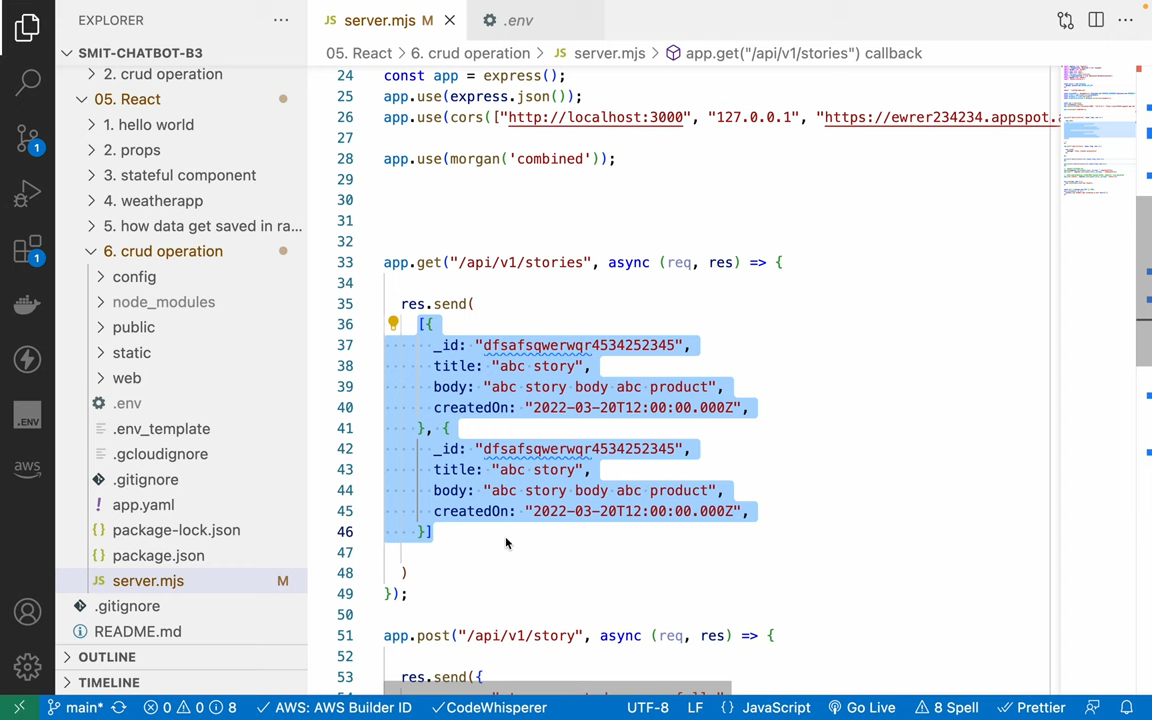 EXPLORER
SMIT-CHATBOT-B3
2. crud operation
05. React
1. hello world
2. props
3. stateful component
4. weatherapp
5. how data get saved in ra...
6. crud operation
config
node_modules
public
static
web
.env
.env_template
.gcloudignore
.gitignore
app.yaml
package-lock.json
package.json
JS server.mjs M
.gitignore
README.md
OUTLINE
TIMELINE
1
1
.ENV
aws
JS server.mjs M
.env
05. React > 6. crud operation > JS server.mjs > app.get("/api/v1/stories") callback
24 const app = express();
25 app.use(express.json());
26 app.use(cors(["http://localhost:3000", "127.0.0.1", "https://ewrer234234.appspot.
27
28 app.use(morgan('combined'));
29
30
31
32
33 app.get("/api/v1/stories", async (req, res) => {
34
35 res.send(
36 [{
37 _id: "dfsafsqwerwqr4534252345",
38 title: "abc story",
39 body: "abc story body abc product",
40 createdOn: "2022-03-20T12:00:00.000Z",
41 }, {
42 _id: "dfsafsqwerwqr4534252345",
43 title: "abc story",
44 body: "abc story body abc product",
45 createdOn: "2022-03-20T12:00:00.000Z",
46 }]
47
48 )
49 });
50
51 app.post("/api/v1/story", async (req, res) => {
52
53 res.send({
main* 0 0 8 AWS: AWS Builder ID CodeWhisperer UTF-8 LF {} JavaScript Go Live 8 Spell Prettier